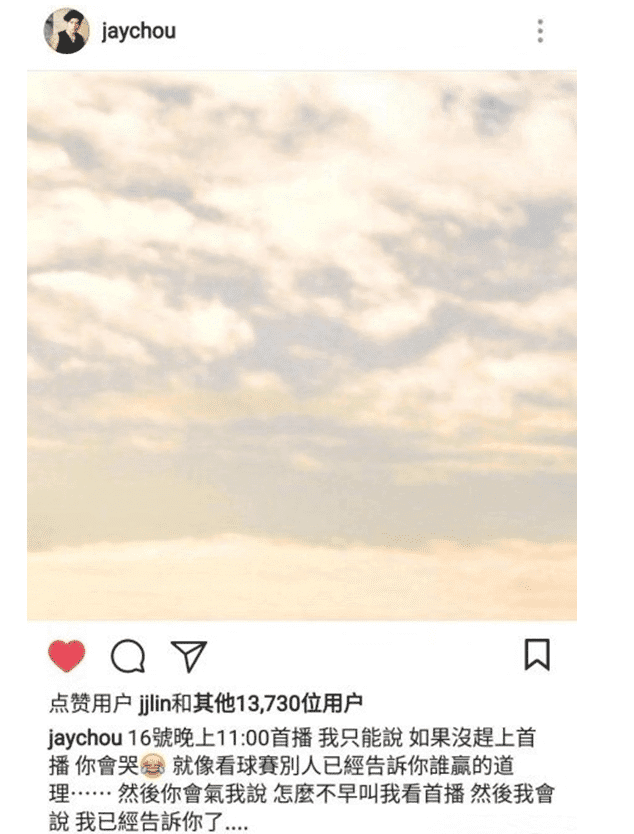 jaychou
点赞用户 jjlin和其他13,730位用户
jaychou 16號晚上11:00首播 我只能說 如果沒趕上首
播 你會哭😂 就像看球賽別人已經告訴你誰贏的道
理⋯⋯ 然後你會氣我說 怎麼不早叫我看首播 然後我會
說 我已經告訴你了....